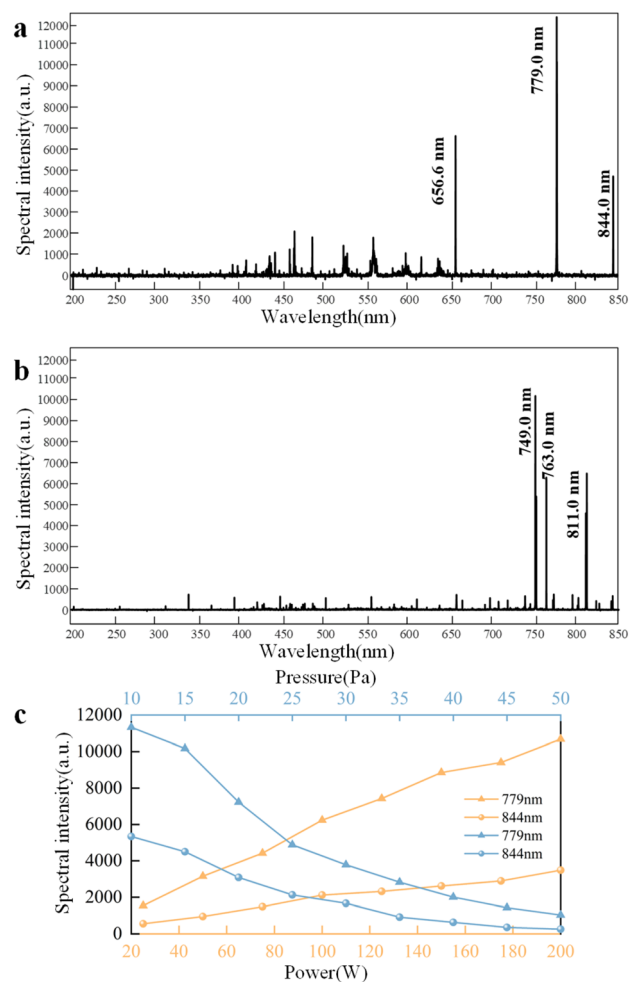 a
Spectral intensity(a.u.)
12000
11000
10000
9000
8000
7000
6000
5000
4000
3000
2000
1000
0
656.6 nm
779.0 nm
844.0 nm
200 250 300 350 400 450 500 550 600 650 700 750 800 850
Wavelength(nm)
b
Spectral intensity(a.u.)
12000
11000
10000
9000
8000
7000
6000
5000
4000
3000
2000
1000
0
749.0 nm
763.0 nm
811.0 nm
200 250 300 350 400 450 500 550 600 650 700 750 800 850
Wavelength(nm)
Pressure(Pa)
10 15 20 25 30 35 40 45 50
c
Spectral intensity(a.u.)
12000
10000
8000
6000
4000
2000
0
779nm
844nm
779nm
844nm
20 40 60 80 100 120 140 160 180 200
Power(W)